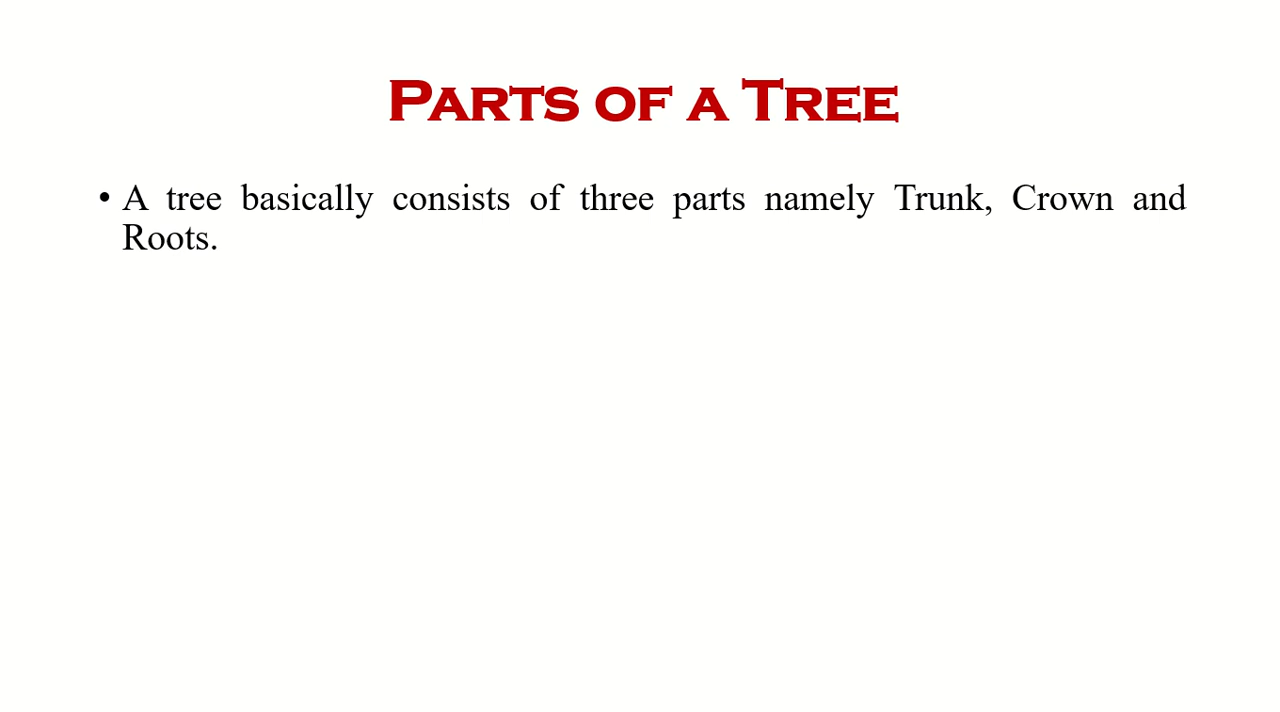 Parts of a Tree
• A tree basically consists of three parts namely Trunk, Crown and
Roots.